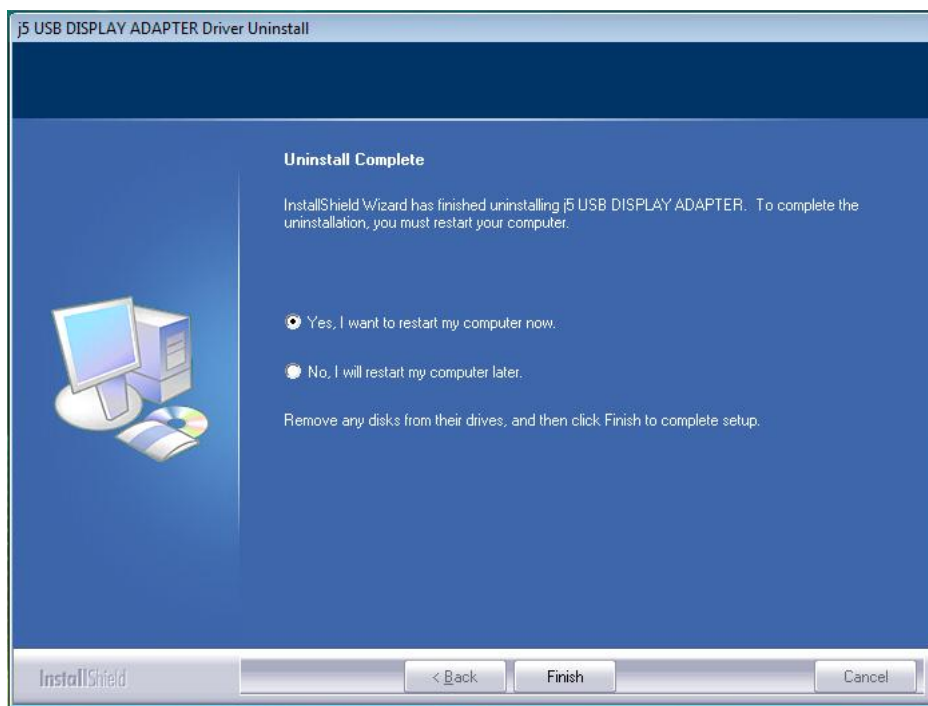 j5 USB DISPLAY ADAPTER Driver Uninstall
Uninstall Complete
InstallShield Wizard has finished uninstalling j5 USB DISPLAY ADAPTER. To complete the
uninstallation, you must restart your computer.
Yes, I want to restart my computer now.
No, I will restart my computer later.
Remove any disks from their drives, and then click Finish to complete setup.
InstallShield
< Back
Finish
Cancel